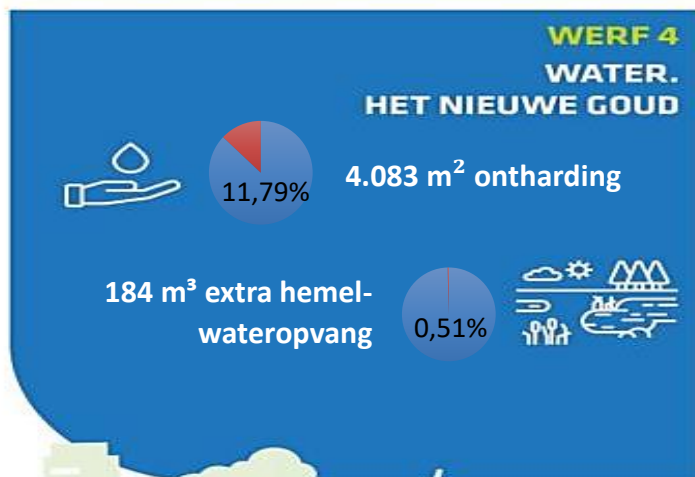 WERF 4
WATER.
HET NIEUWE GOUD
11,79%
4.083 m² ontharding
184 m³ extra hemel-
wateropvang
0,51%